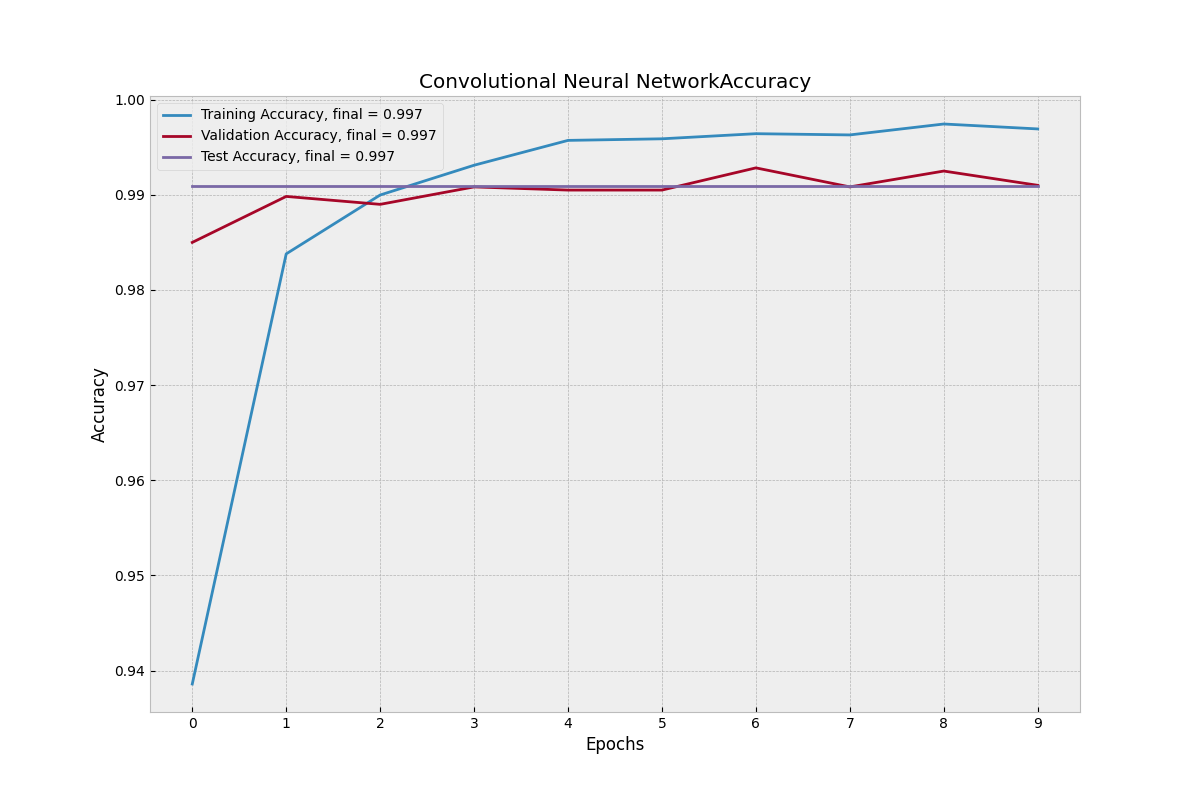 Convolutional Neural NetworkAccuracy
Training Accuracy, final = 0.997
Validation Accuracy, final = 0.997
Test Accuracy, final = 0.997
Accuracy
1.00
0.99
0.98
0.97
0.96
0.95
0.94
0 1 2 3 4 5 6 7 8 9
Epochs